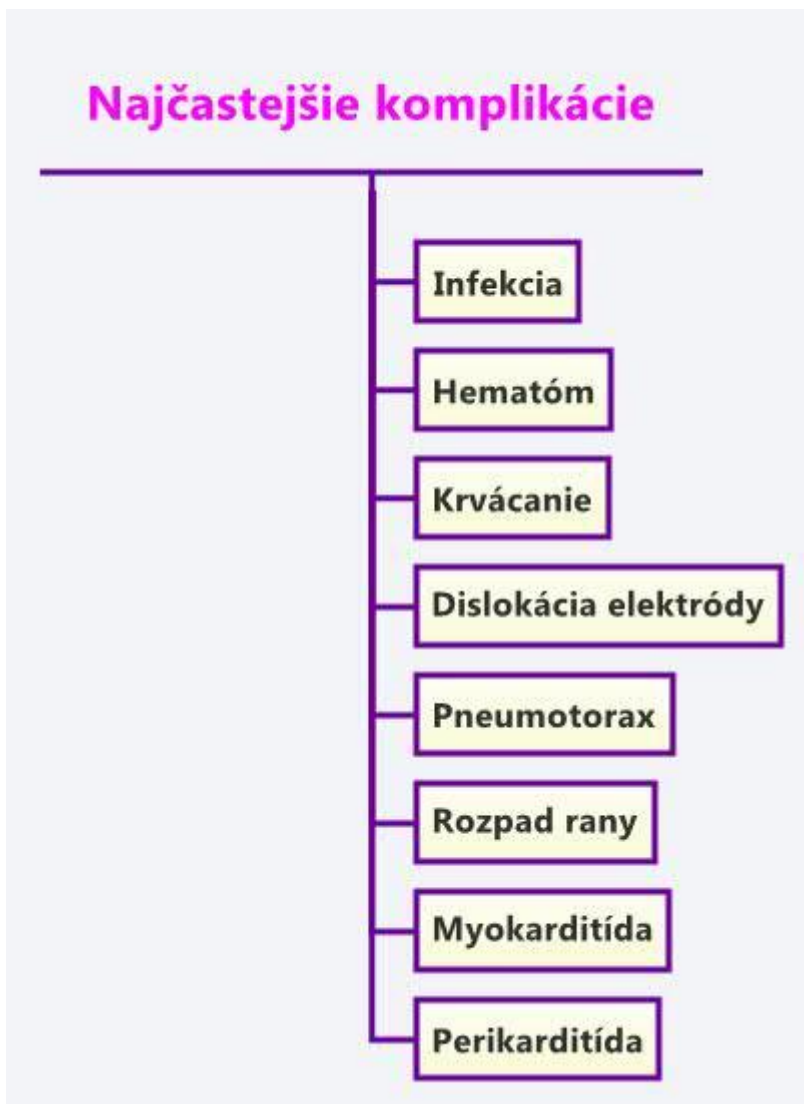 Najčastejšie komplikácie
Infekcia
Hematóm
Krvácanie
Dislokácia elektródy
Pneumotorax
Rozpad rany
Myokarditída
Perikarditída